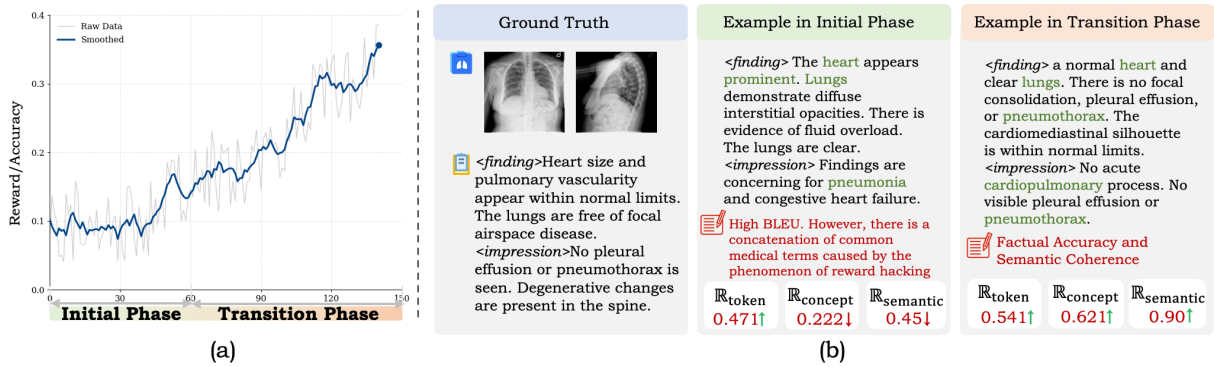 0.4
0.3
0.2
0.1
0.0
Reward/Accuracy
Raw Data
Smoothed
0
30
60
90
120
150
Initial Phase
Transition Phase
(a)
Ground Truth
<finding>Heart size and
pulmonary vascularity
appear within normal limits.
The lungs are free of focal
airspace disease.
<impression>No pleural
effusion or pneumothorax is
seen. Degenerative changes
are present in the spine.
Example in Initial Phase
<finding> The heart appears
prominent. Lungs
demonstrate diffuse
interstitial opacities. There is
evidence of fluid overload.
The lungs are clear.
<impression> Findings are
concerning for pneumonia
and congestive heart failure.
High BLEU. However, there is a
concatenation of common
medical terms caused by the
phenomenon of reward hacking
ℝtoken
0.471↑
ℝconcept
0.222↓
ℝsemantic
0.45↓
Example in Transition Phase
<finding> a normal heart and
clear lungs. There is no focal
consolidation, pleural effusion,
or pneumothorax. The
cardiomediastinal silhouette
is within normal limits.
<impression> No acute
cardiopulmonary process. No
visible pleural effusion or
pneumothorax.
Factual Accuracy and
Semantic Coherence
ℝtoken
0.541↑
ℝconcept
0.621↑
ℝsemantic
0.90↑
(b)